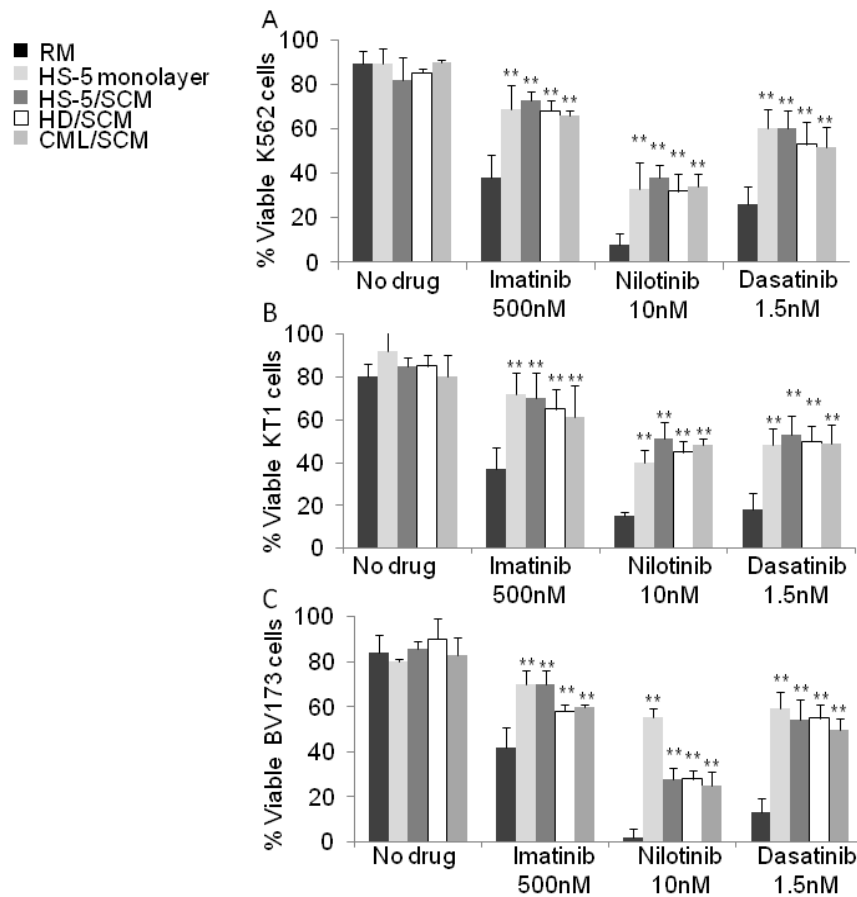 RM
HS-5 monolayer
HS-5/SCM
HD/SCM
CML/SCM
A
% Viable K562 cells
100
80
60
40
20
0
** ** ** **
** ** ** **
** ** ** **
No drug Imatinib Nilotinib Dasatinib
500nM 10nM 1.5nM
B
% Viable KT1 cells
100
80
60
40
20
0
** ** ** **
** ** ** **
** ** ** **
No drug Imatinib Nilotinib Dasatinib
500nM 10nM 1.5nM
C
% Viable BV173 cells
100
80
60
40
20
0
** ** ** **
** ** ** **
** ** ** **
No drug Imatinib Nilotinib Dasatinib
500nM 10nM 1.5nM